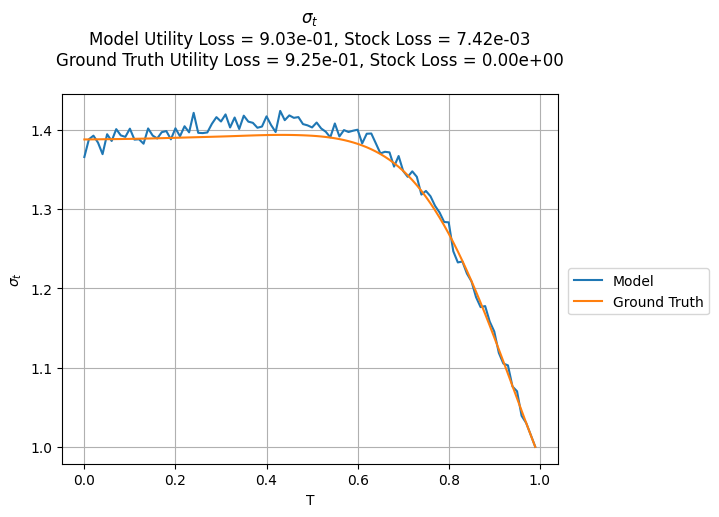 σt
Model Utility Loss = 9.03e-01, Stock Loss = 7.42e-03
Ground Truth Utility Loss = 9.25e-01, Stock Loss = 0.00e+00
1.4
1.3
1.2
1.1
1.0
σt
0.0 0.2 0.4 0.6 0.8 1.0
T
Model
Ground Truth